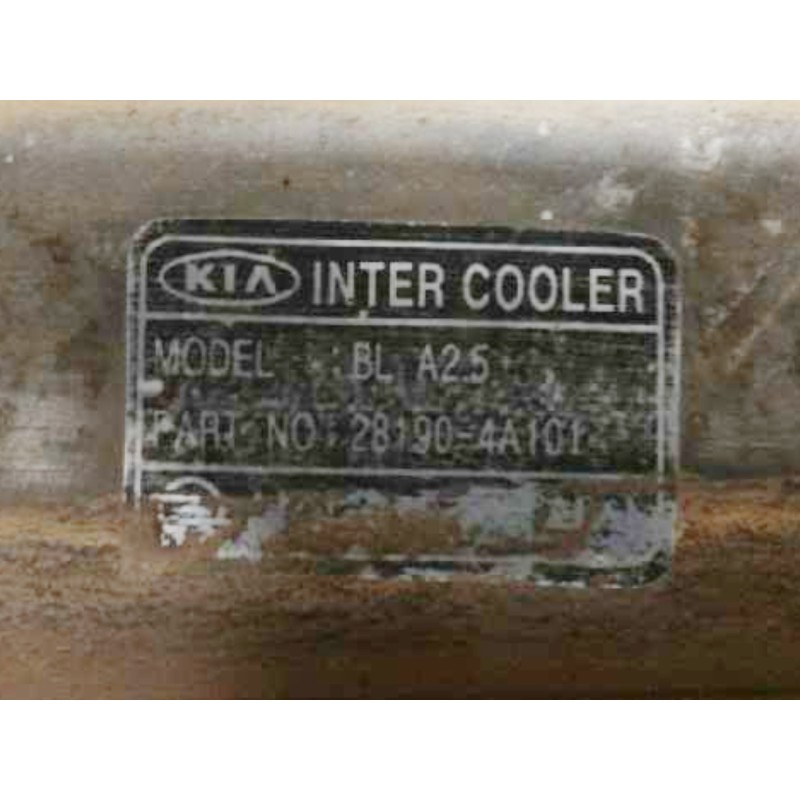 KIA INTER COOLER
MODEL : BL A2.5
PART NO : 28190-4A101